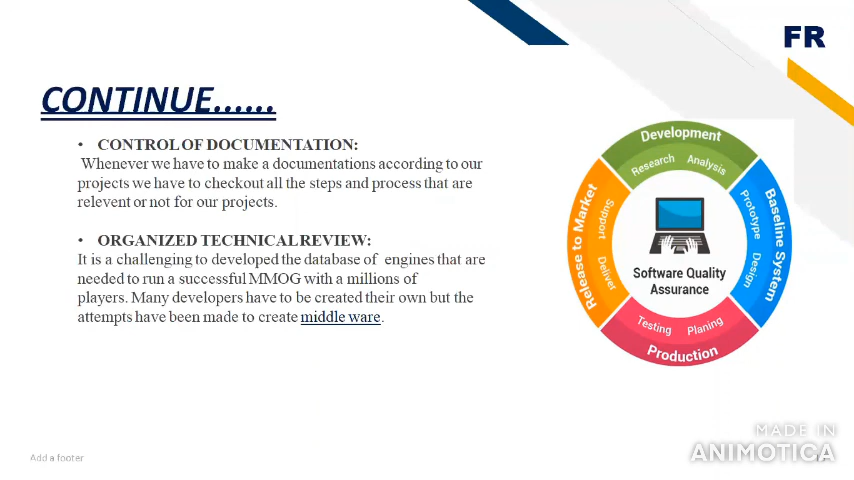 FR
CONTINUE......
• CONTROL OF DOCUMENTATION:
Whenever we have to make a documentations according to our
projects we have to checkout all the steps and process that are
relevent or not for our projects.
• ORGANIZED TECHNICAL REVIEW:
It is a challenging to developed the database of engines that are
needed to run a successful MMOG with a millions of
players. Many developers have to be created their own but the
attempts have been made to create middle ware.
Development
Research Analysis
Baseline System
Prototype Design
Production
Testing Planing
Release to Market
Support Deliver
Software Quality
Assurance
Add a footer
MADE IN
ANIMOTICA